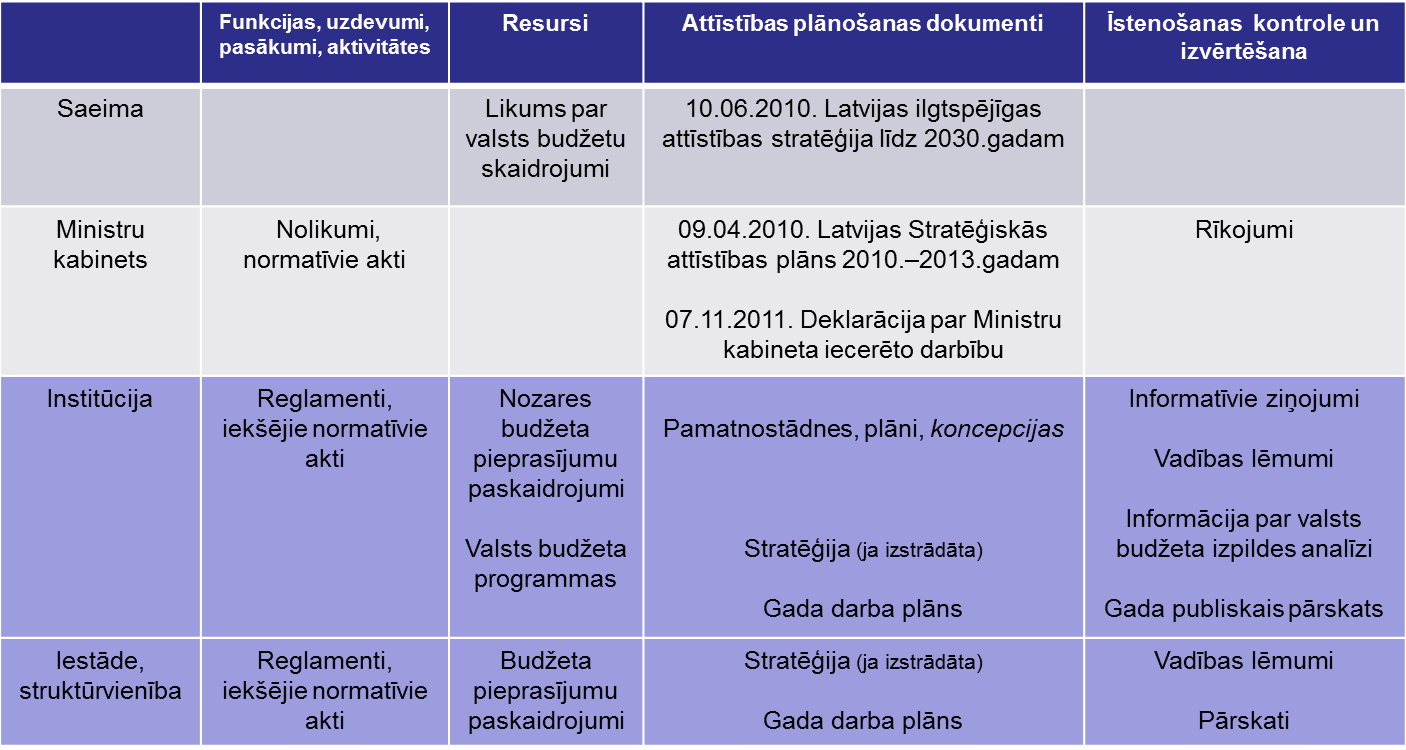 Funkcijas, uzdevumi,
pasākumi, aktivitātes
Resursi
Attīstības plānošanas dokumenti
Īstenošanas kontrole un
izvērtēšana
Saeima
Likums par
valsts budžetu
skaidrojumi
10.06.2010. Latvijas ilgtspējīgas
attīstības stratēģija līdz 2030.gadam
Ministru
kabinets
Nolikumi,
normatīvie akti
09.04.2010. Latvijas Stratēģiskās
attīstības plāns 2010.–2013.gadam
07.11.2011. Deklarācija par Ministru
kabineta iecerēto darbību
Rīkojumi
Institūcija
Reglamenti,
iekšējie normatīvie
akti
Nozares
budžeta
pieprasījumu
paskaidrojumi
Valsts budžeta
programmas
Pamatnostādnes, plāni, koncepcijas
Stratēģija (ja izstrādāta)
Gada darba plāns
Informatīvie ziņojumi
Vadības lēmumi
Informācija par valsts
budžeta izpildes analīzi
Gada publiskais pārskats
Iestāde,
struktūrvienība
Reglamenti,
iekšējie normatīvie
akti
Budžeta
pieprasījumu
paskaidrojumi
Stratēģija (ja izstrādāta)
Gada darba plāns
Vadības lēmumi
Pārskati